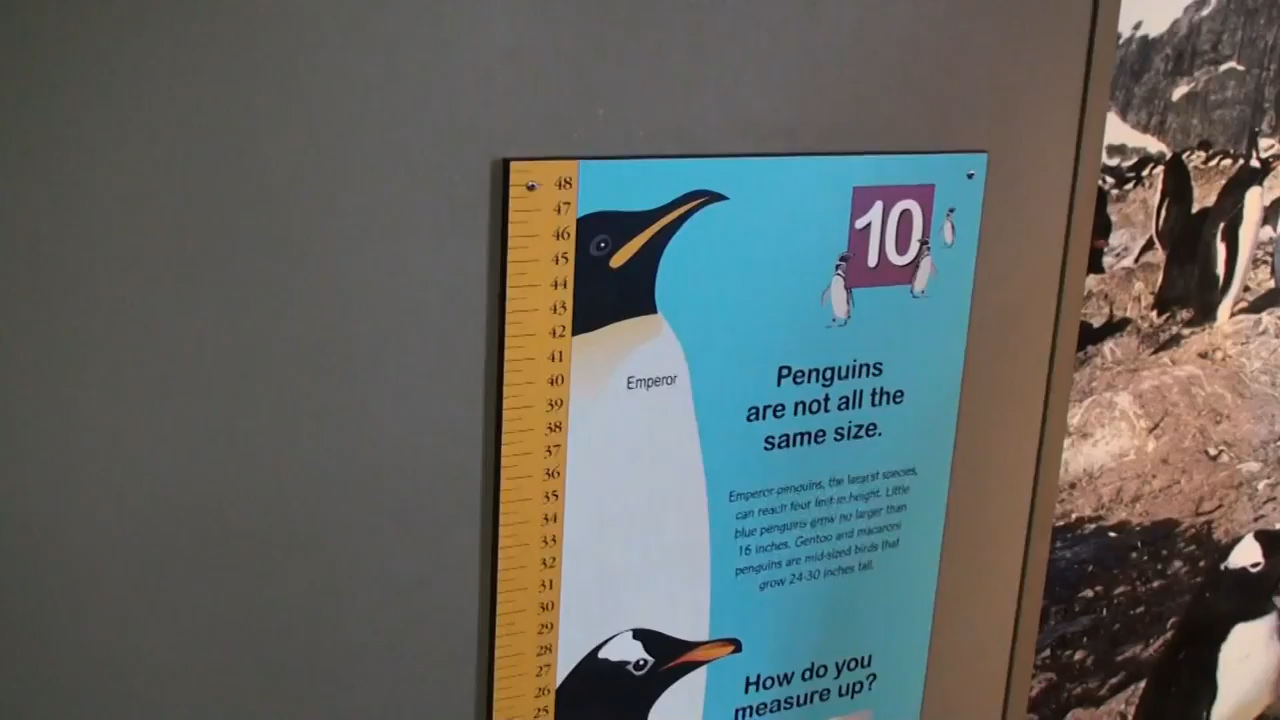 48
47
46
45
44
43
42
41
40
39
38
37
36
35
34
33
32
31
30
29
28
27
26
25
Emperor
10
Penguins
are not all the
same size.
Emperor penguins, the largest species,
can reach four feet in height. Little
blue penguins grow no larger than
16 inches. Gentoo and macaroni
penguins are mid-sized birds that
grow 24-30 inches tall.
How do you
measure up?